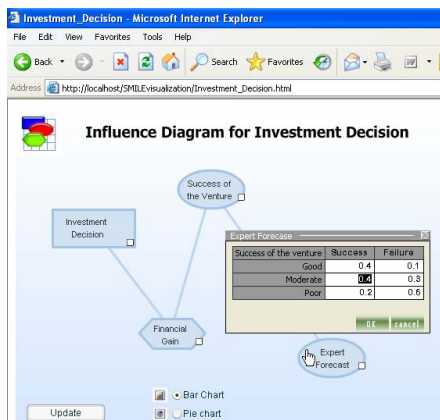 Investment_Decision - Microsoft Internet Explorer
File Edit View Favorites Tools Help
Back Search Favorites
Address http://localhost/SMILEvisualization/Investment_Decision.html
Influence Diagram for Investment Decision
Success of
the Venture
Investment
Decision
Expert Forecase
Success of the venture Success Failure
Good 0.4 0.1
Moderate 0.4 0.3
Poor 0.2 0.6
OK cancel
Financial
Gain
Expert
Forecast
Bar Chart
Update
Pie chart